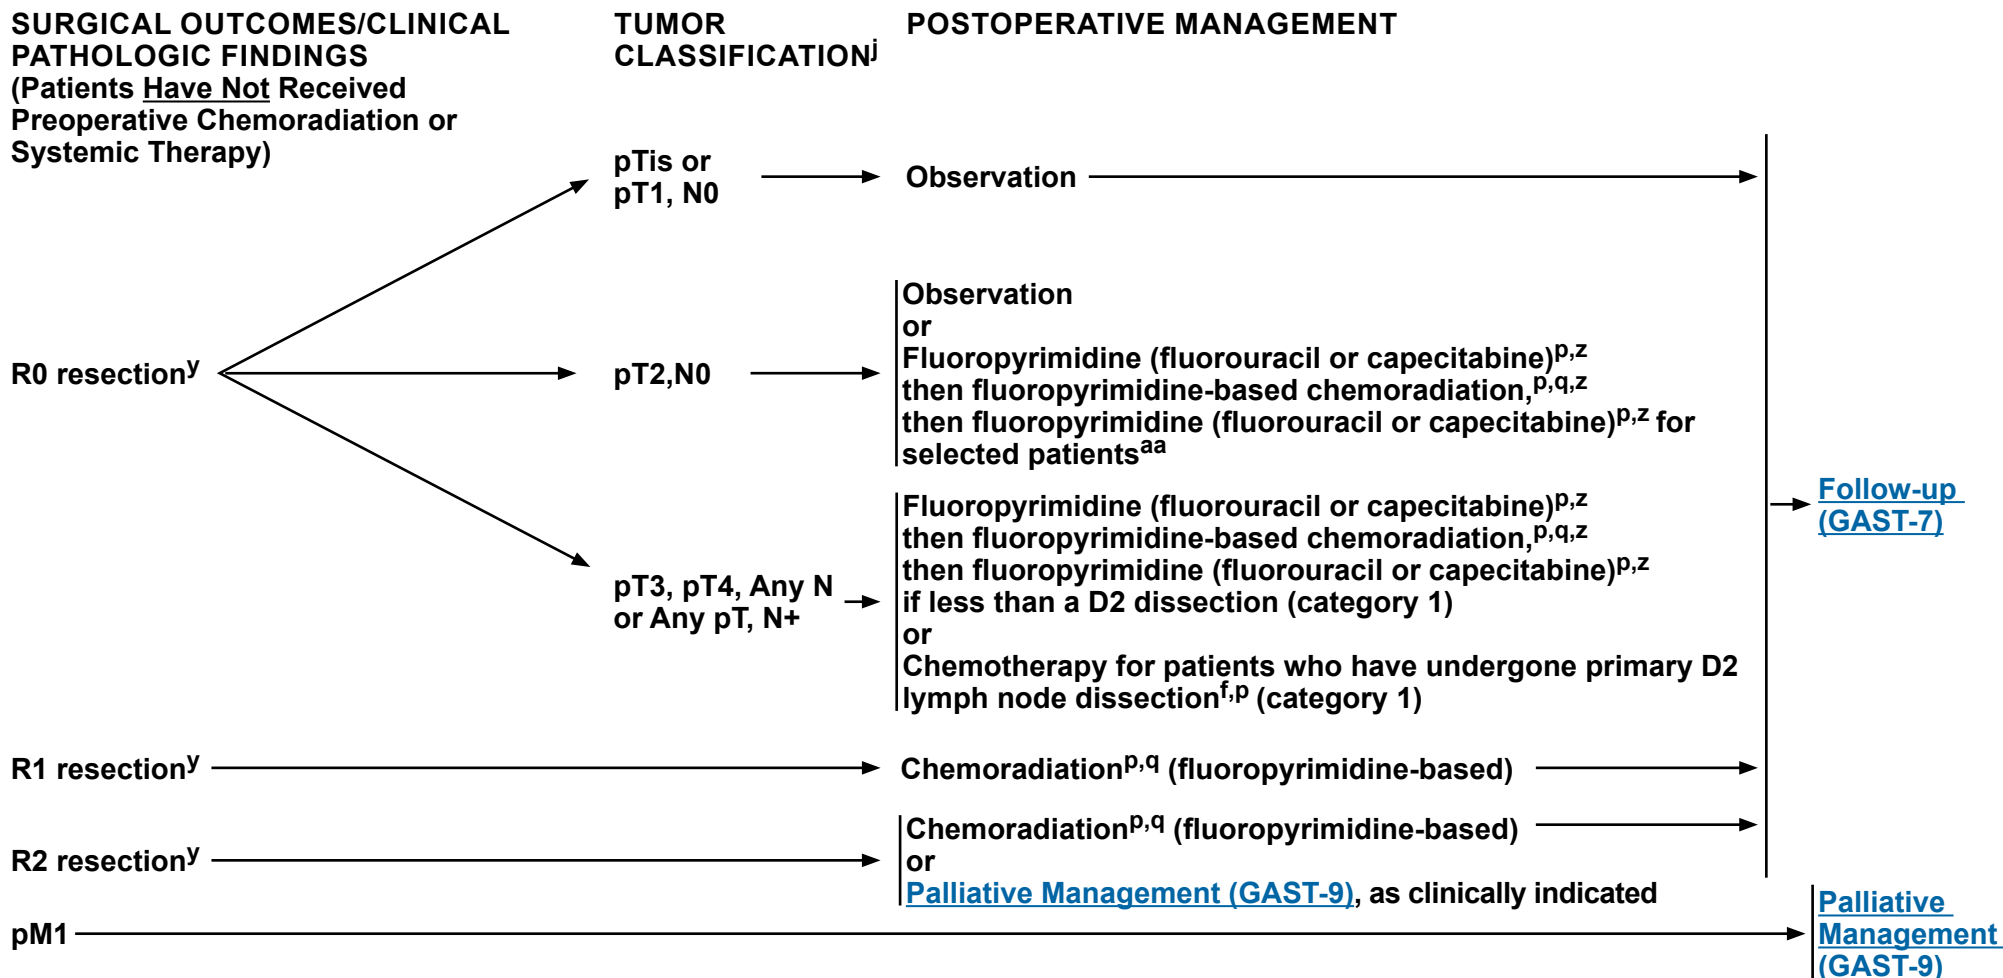 SURGICAL OUTCOMES/CLINICAL
PATHOLOGIC FINDINGS
(Patients Have Not Received
Preoperative Chemoradiation or
Systemic Therapy)
TUMOR
CLASSIFICATIONj
POSTOPERATIVE MANAGEMENT
pTis or
pT1, N0
Observation
R0 resectiony
pT2,N0
Observation
or
Fluoropyrimidine (fluorouracil or capecitabine)p,z
then fluoropyrimidine-based chemoradiation,p,q,z
then fluoropyrimidine (fluorouracil or capecitabine)p,z for
selected patientsaa
pT3, pT4, Any N
or Any pT, N+
Fluoropyrimidine (fluorouracil or capecitabine)p,z
then fluoropyrimidine-based chemoradiation,p,q,z
then fluoropyrimidine (fluorouracil or capecitabine)p,z
if less than a D2 dissection (category 1)
or
Chemotherapy for patients who have undergone primary D2
lymph node dissectionf,p (category 1)
Follow-up
(GAST-7)
R1 resectiony
Chemoradiationp,q (fluoropyrimidine-based)
R2 resectiony
Chemoradiationp,q (fluoropyrimidine-based)
or
Palliative Management (GAST-9), as clinically indicated
pM1
Palliative
Management
(GAST-9)